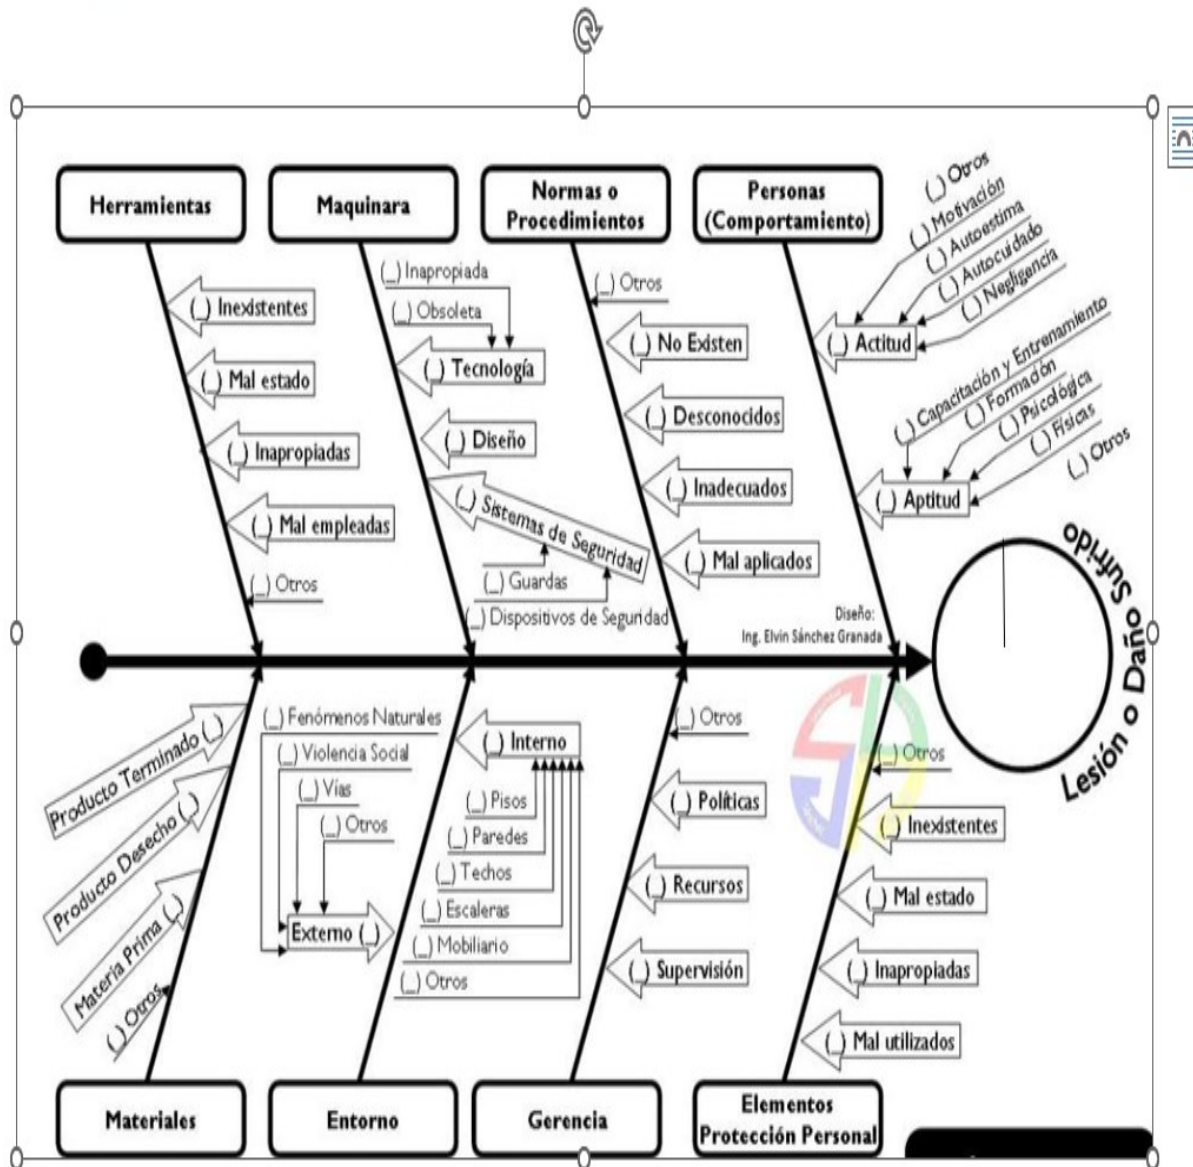 Herramientas
Maquinara
Normas o
Procedimientos
Personas
(Comportamiento)
(_) Inexistentes
(_) Mal estado
(_) Inapropiadas
(_) Mal empleadas
(_) Otros
(_) Inapropiada
(_) Obsoleta
(_) Tecnología
(_) Diseño
(_) Sistemas de Seguridad
(_) Guardas
(_) Dispositivos de Seguridad
(_) Otros
(_) No Existen
(_) Desconocidos
(_) Inadecuados
(_) Mal aplicados
(_) Otros
(_) Motivación
(_) Autoestima
(_) Autocuidado
(_) Negligencia
(_) Actitud
(_) Capacitación y Entrenamiento
(_) Formación
(_) Psicológica
(_) Físicas
(_) Otros
(_) Aptitud
Diseño:
Ing. Elvin Sánchez Granada
Lesión o Daño Sufrido
Producto Terminado (_)
Producto Desecho (_)
Materia Prima (_)
(_) Otros
(_) Fenómenos Naturales
(_) Violencia Social
(_) Vías
(_) Otros
Externo (_)
(_) Interno
(_) Pisos
(_) Paredes
(_) Techos
(_) Escaleras
(_) Mobiliario
(_) Otros
(_) Otros
(_) Políticas
(_) Recursos
(_) Supervisión
(_) Otros
(_) Inexistentes
(_) Mal estado
(_) Inapropiadas
(_) Mal utilizados
Materiales
Entorno
Gerencia
Elementos
Protección Personal